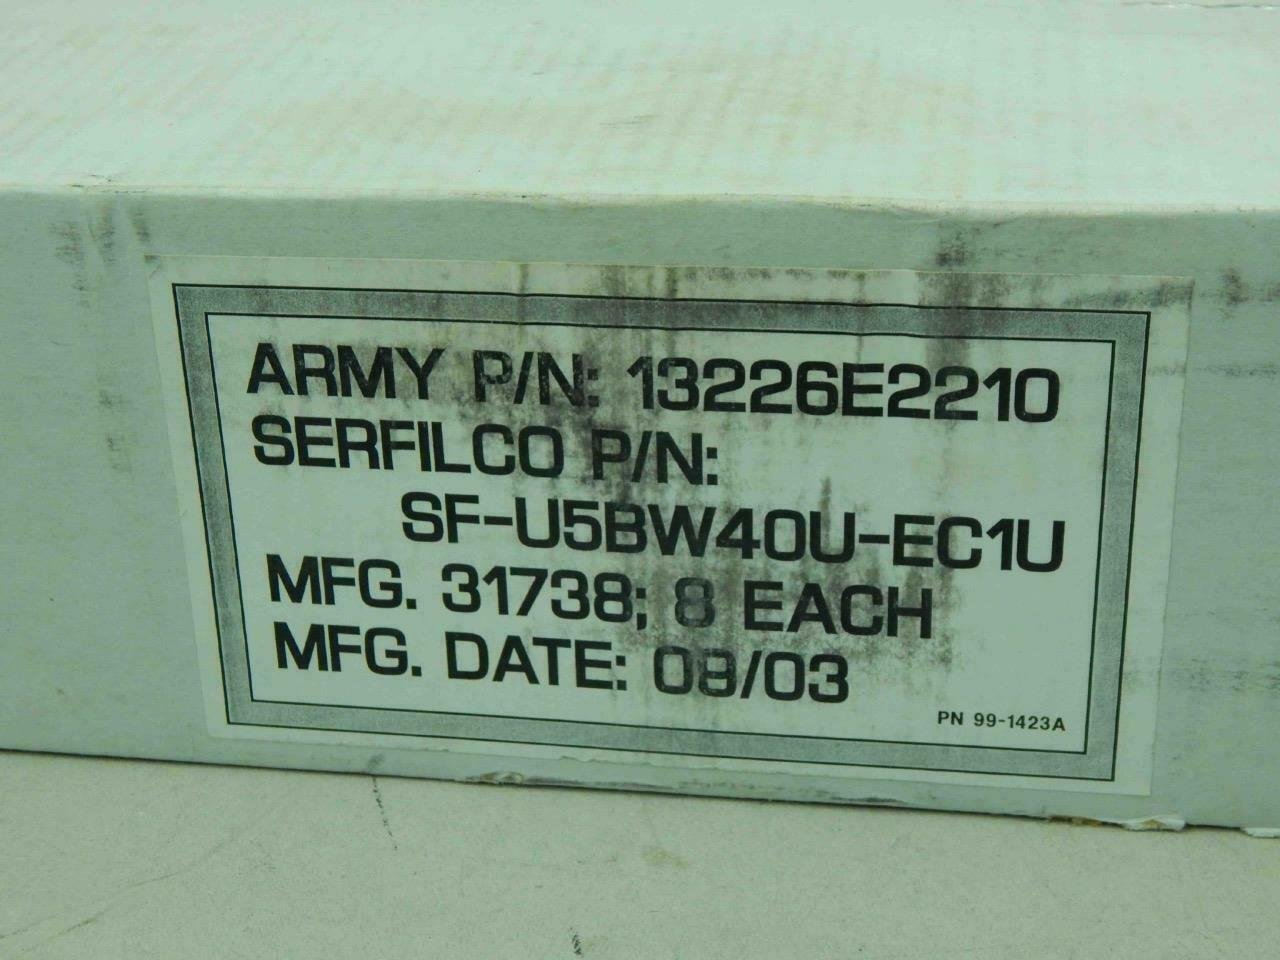 ARMY P/N: 13226E2210
SERFILCO P/N:
SF-U5BW40U-EC1U
MFG. 31738; 8 EACH
MFG. DATE: 08/03
PN 99-1423A